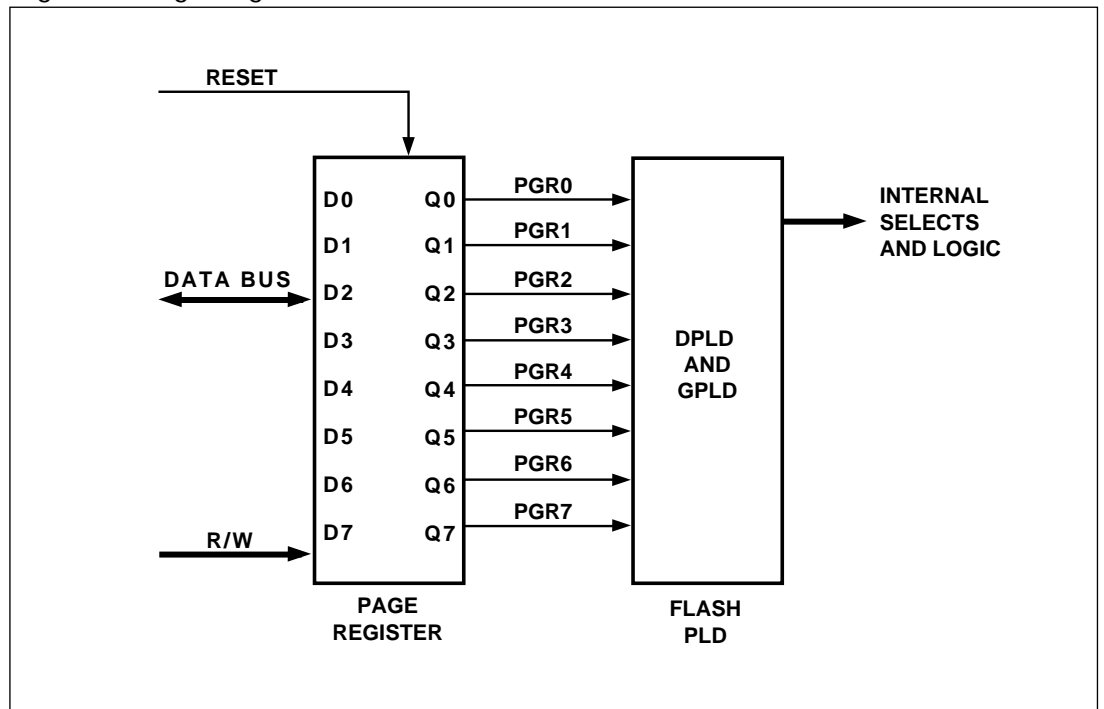 RESET
D0 Q0 PGR0
D1 Q1 PGR1
DATA BUS D2 Q2 PGR2
D3 Q3 PGR3
D4 Q4 PGR4
D5 Q5 PGR5
D6 Q6 PGR6
R/W D7 Q7 PGR7
PAGE
REGISTER
DPLD
AND
GPLD
FLASH
PLD
INTERNAL
SELECTS
AND LOGIC